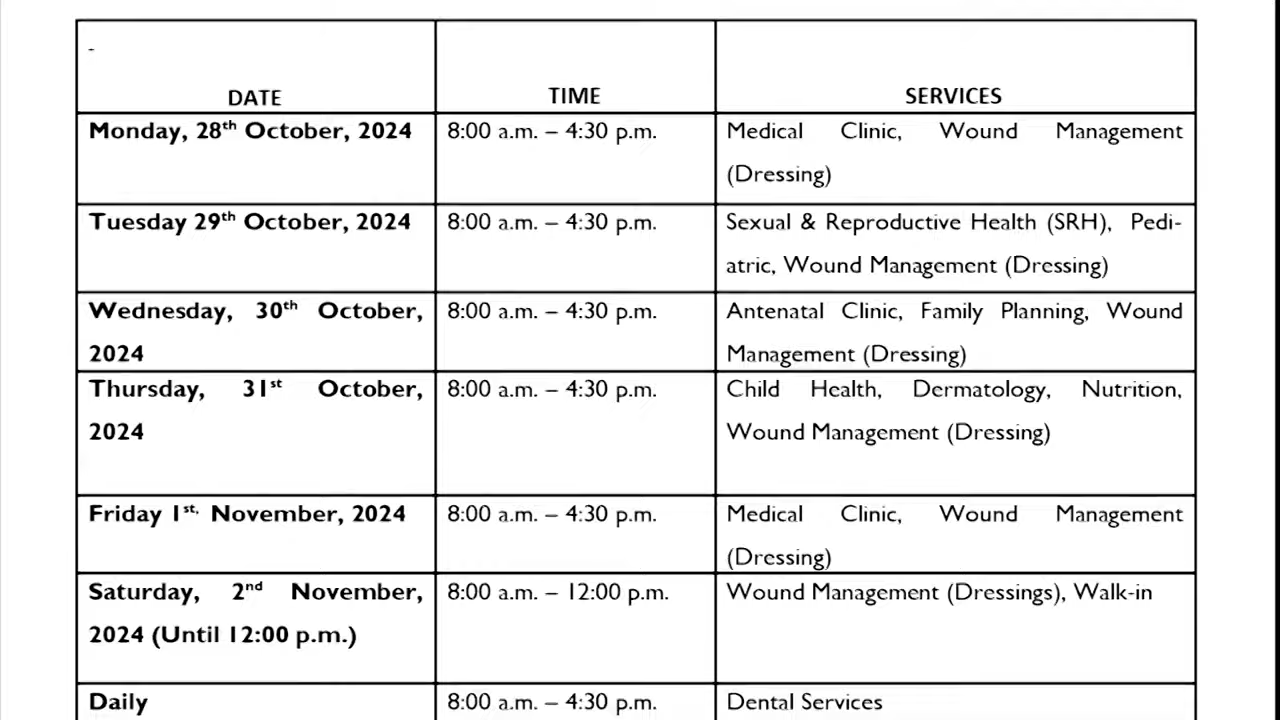 -
DATE TIME SERVICES
Monday, 28th October, 2024 8:00 a.m. – 4:30 p.m. Medical Clinic, Wound Management
(Dressing)
Tuesday 29th October, 2024 8:00 a.m. – 4:30 p.m. Sexual & Reproductive Health (SRH), Pedi-
atric, Wound Management (Dressing)
Wednesday, 30th October, 8:00 a.m. – 4:30 p.m. Antenatal Clinic, Family Planning, Wound
2024 Management (Dressing)
Thursday, 31st October, 8:00 a.m. – 4:30 p.m. Child Health, Dermatology, Nutrition,
2024 Wound Management (Dressing)
Friday 1st. November, 2024 8:00 a.m. – 4:30 p.m. Medical Clinic, Wound Management
(Dressing)
Saturday, 2nd November, 8:00 a.m. – 12:00 p.m. Wound Management (Dressings), Walk-in
2024 (Until 12:00 p.m.)
Daily 8:00 a.m. – 4:30 p.m. Dental Services